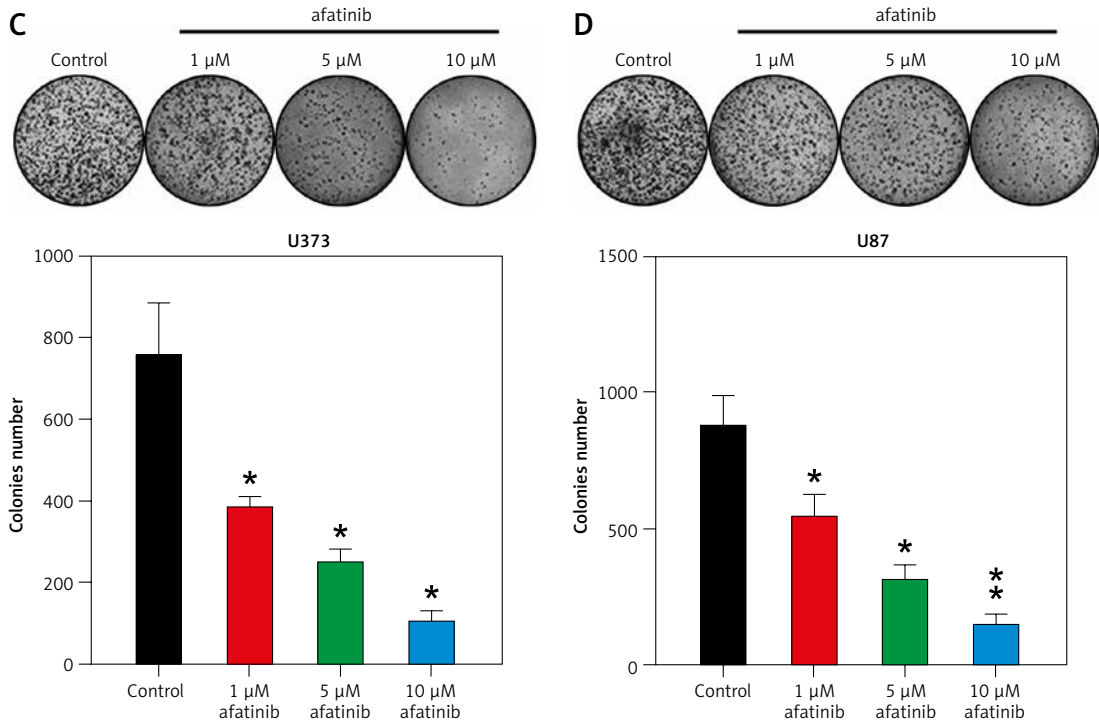 C
afatinib
Control 1 µM 5 µM 10 µM
U373
1000
800
600
400
200
0
Colonies number
* * *
Control 1 µM 5 µM 10 µM
afatinib afatinib afatinib
D
afatinib
Control 1 µM 5 µM 10 µM
U87
1500
1000
500
0
Colonies number
* * **
Control 1 µM 5 µM 10 µM
afatinib afatinib afatinib